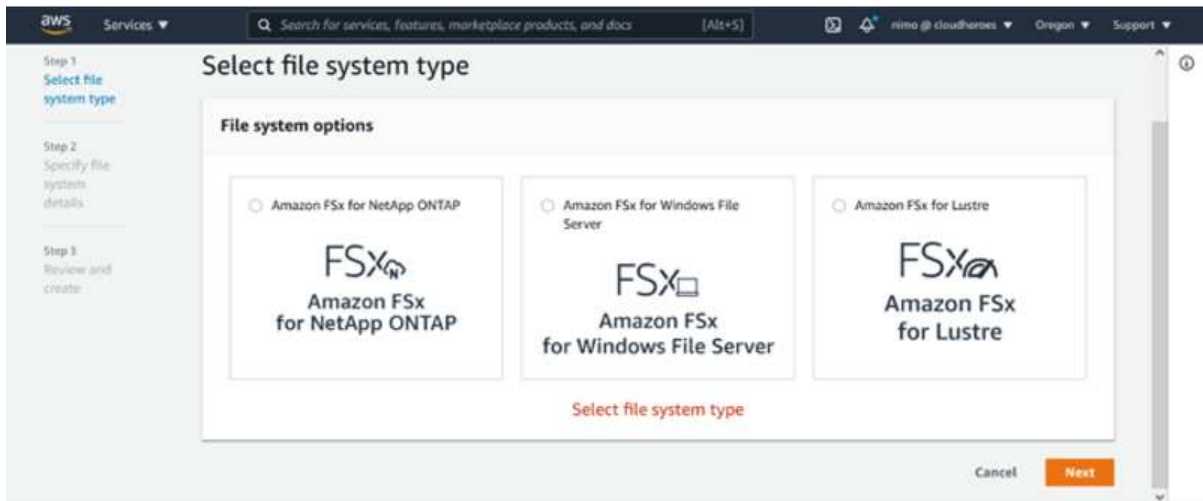 aws
Services ▼
Search for services, features, marketplace products, and docs
[Alt+S]
nimo @ cloudheroes ▼
Oregon ▼
Support ▼
Step 1
Select file
system type
Step 2
Specify file
system
details
Step 3
Review and
create
Select file system type
File system options
Amazon FSx for NetApp ONTAP
FSx
N
Amazon FSx
for NetApp ONTAP
Amazon FSx for Windows File
Server
FSx
Amazon FSx
for Windows File Server
Amazon FSx for Lustre
FSx
Amazon FSx
for Lustre
Select file system type
Cancel
Next